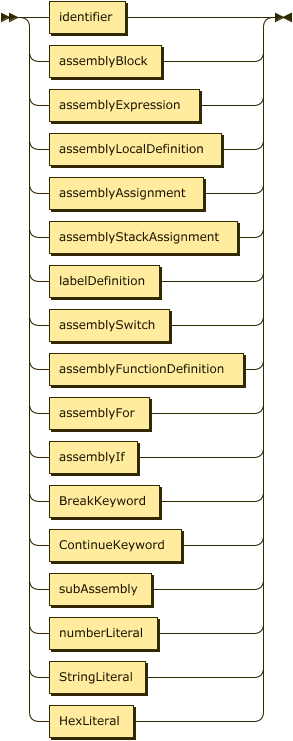 identifier
assemblyBlock
assemblyExpression
assemblyLocalDefinition
assemblyAssignment
assemblyStackAssignment
labelDefinition
assemblySwitch
assemblyFunctionDefinition
assemblyFor
assemblyIf
BreakKeyword
ContinueKeyword
subAssembly
numberLiteral
StringLiteral
HexLiteral